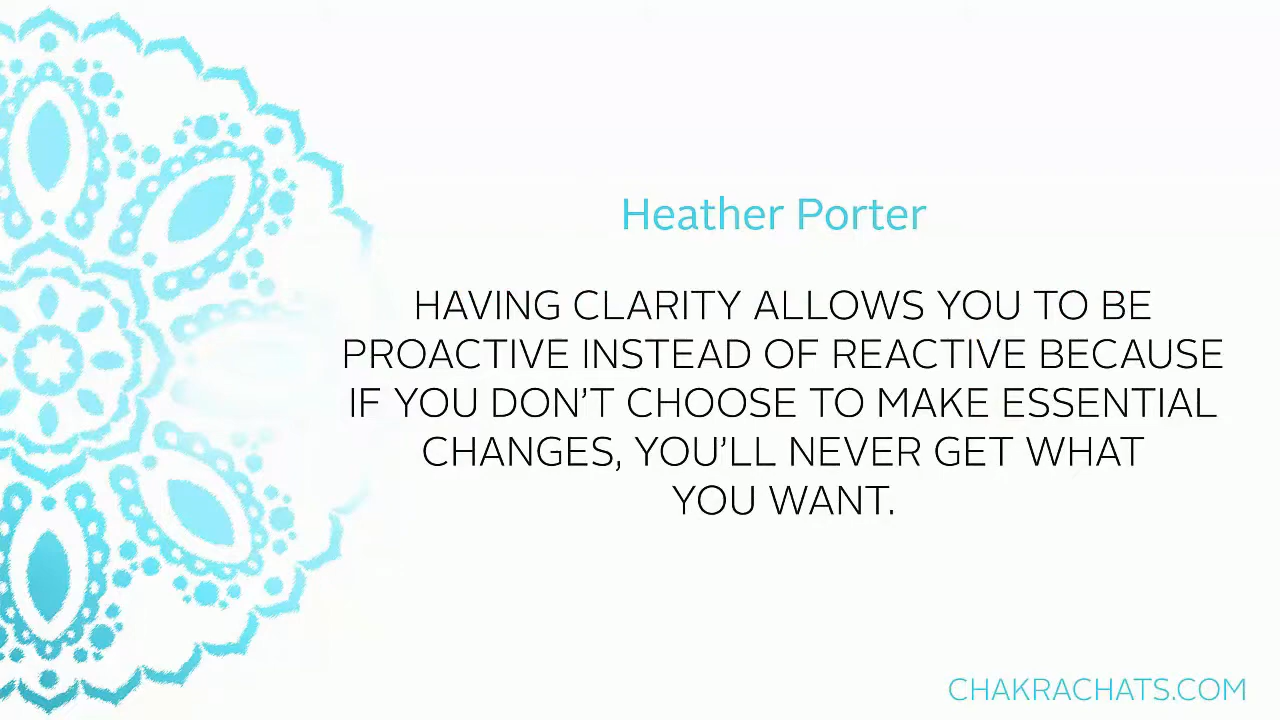 Heather Porter
HAVING CLARITY ALLOWS YOU TO BE
PROACTIVE INSTEAD OF REACTIVE BECAUSE
IF YOU DON’T CHOOSE TO MAKE ESSENTIAL
CHANGES, YOU’LL NEVER GET WHAT
YOU WANT.
CHAKRACHATS.COM